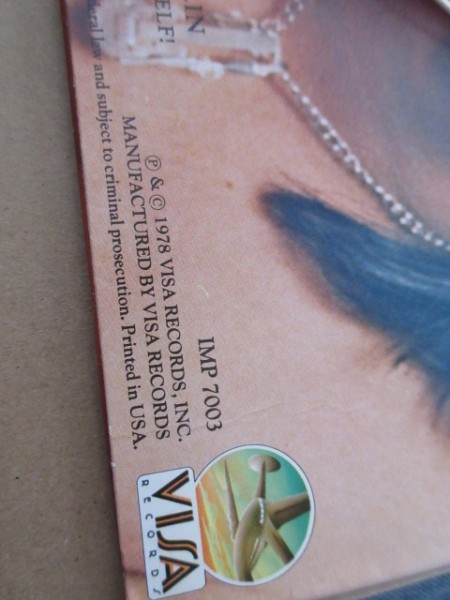 IN
ELF!
IMP 7003
℗ & © 1978 VISA RECORDS, INC.
MANUFACTURED BY VISA RECORDS
law and subject to criminal prosecution. Printed in USA.
VISA
RECORDS